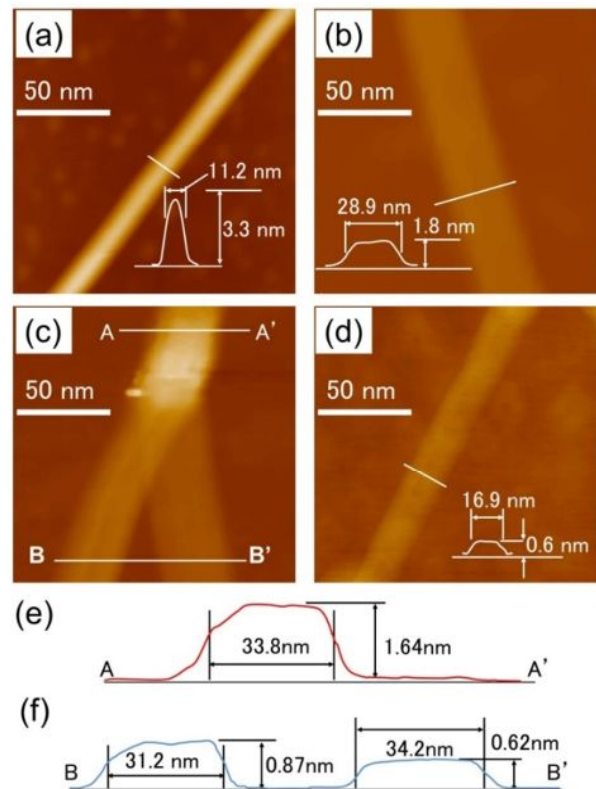 (a)
50 nm
11.2 nm
3.3 nm
(b)
50 nm
28.9 nm
1.8 nm
(c)
A A'
50 nm
B B'
(d)
50 nm
16.9 nm
0.6 nm
(e)
33.8nm
1.64nm
A A'
(f)
31.2 nm
0.87nm
34.2nm
0.62nm
B B'